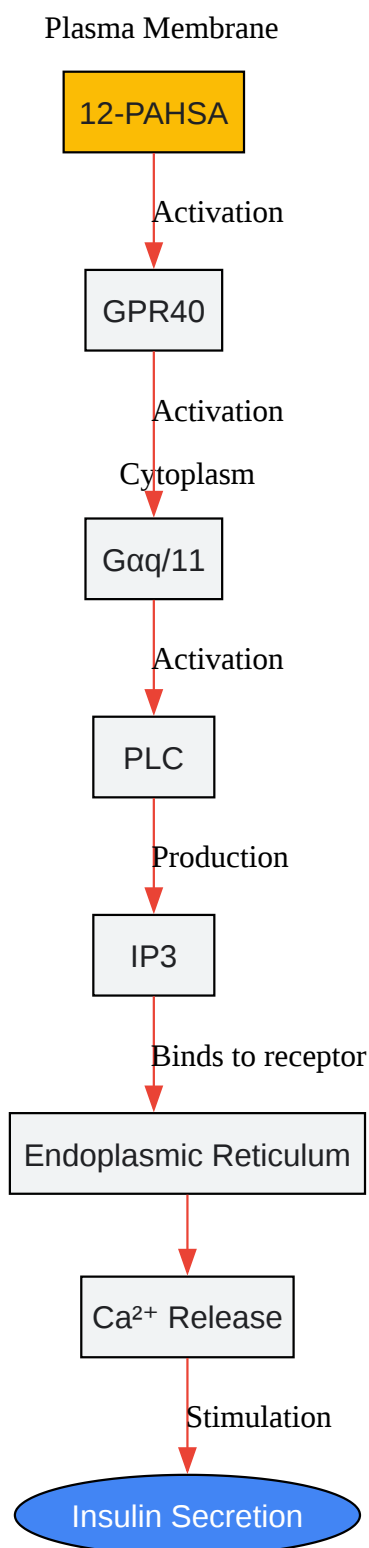 Plasma Membrane
12-PAHSA
Activation
GPR40
Activation
Cytoplasm
Gαq/11
Activation
PLC
Production
IP3
Binds to receptor
Endoplasmic Reticulum
Ca²⁺ Release
Stimulation
Insulin Secretion